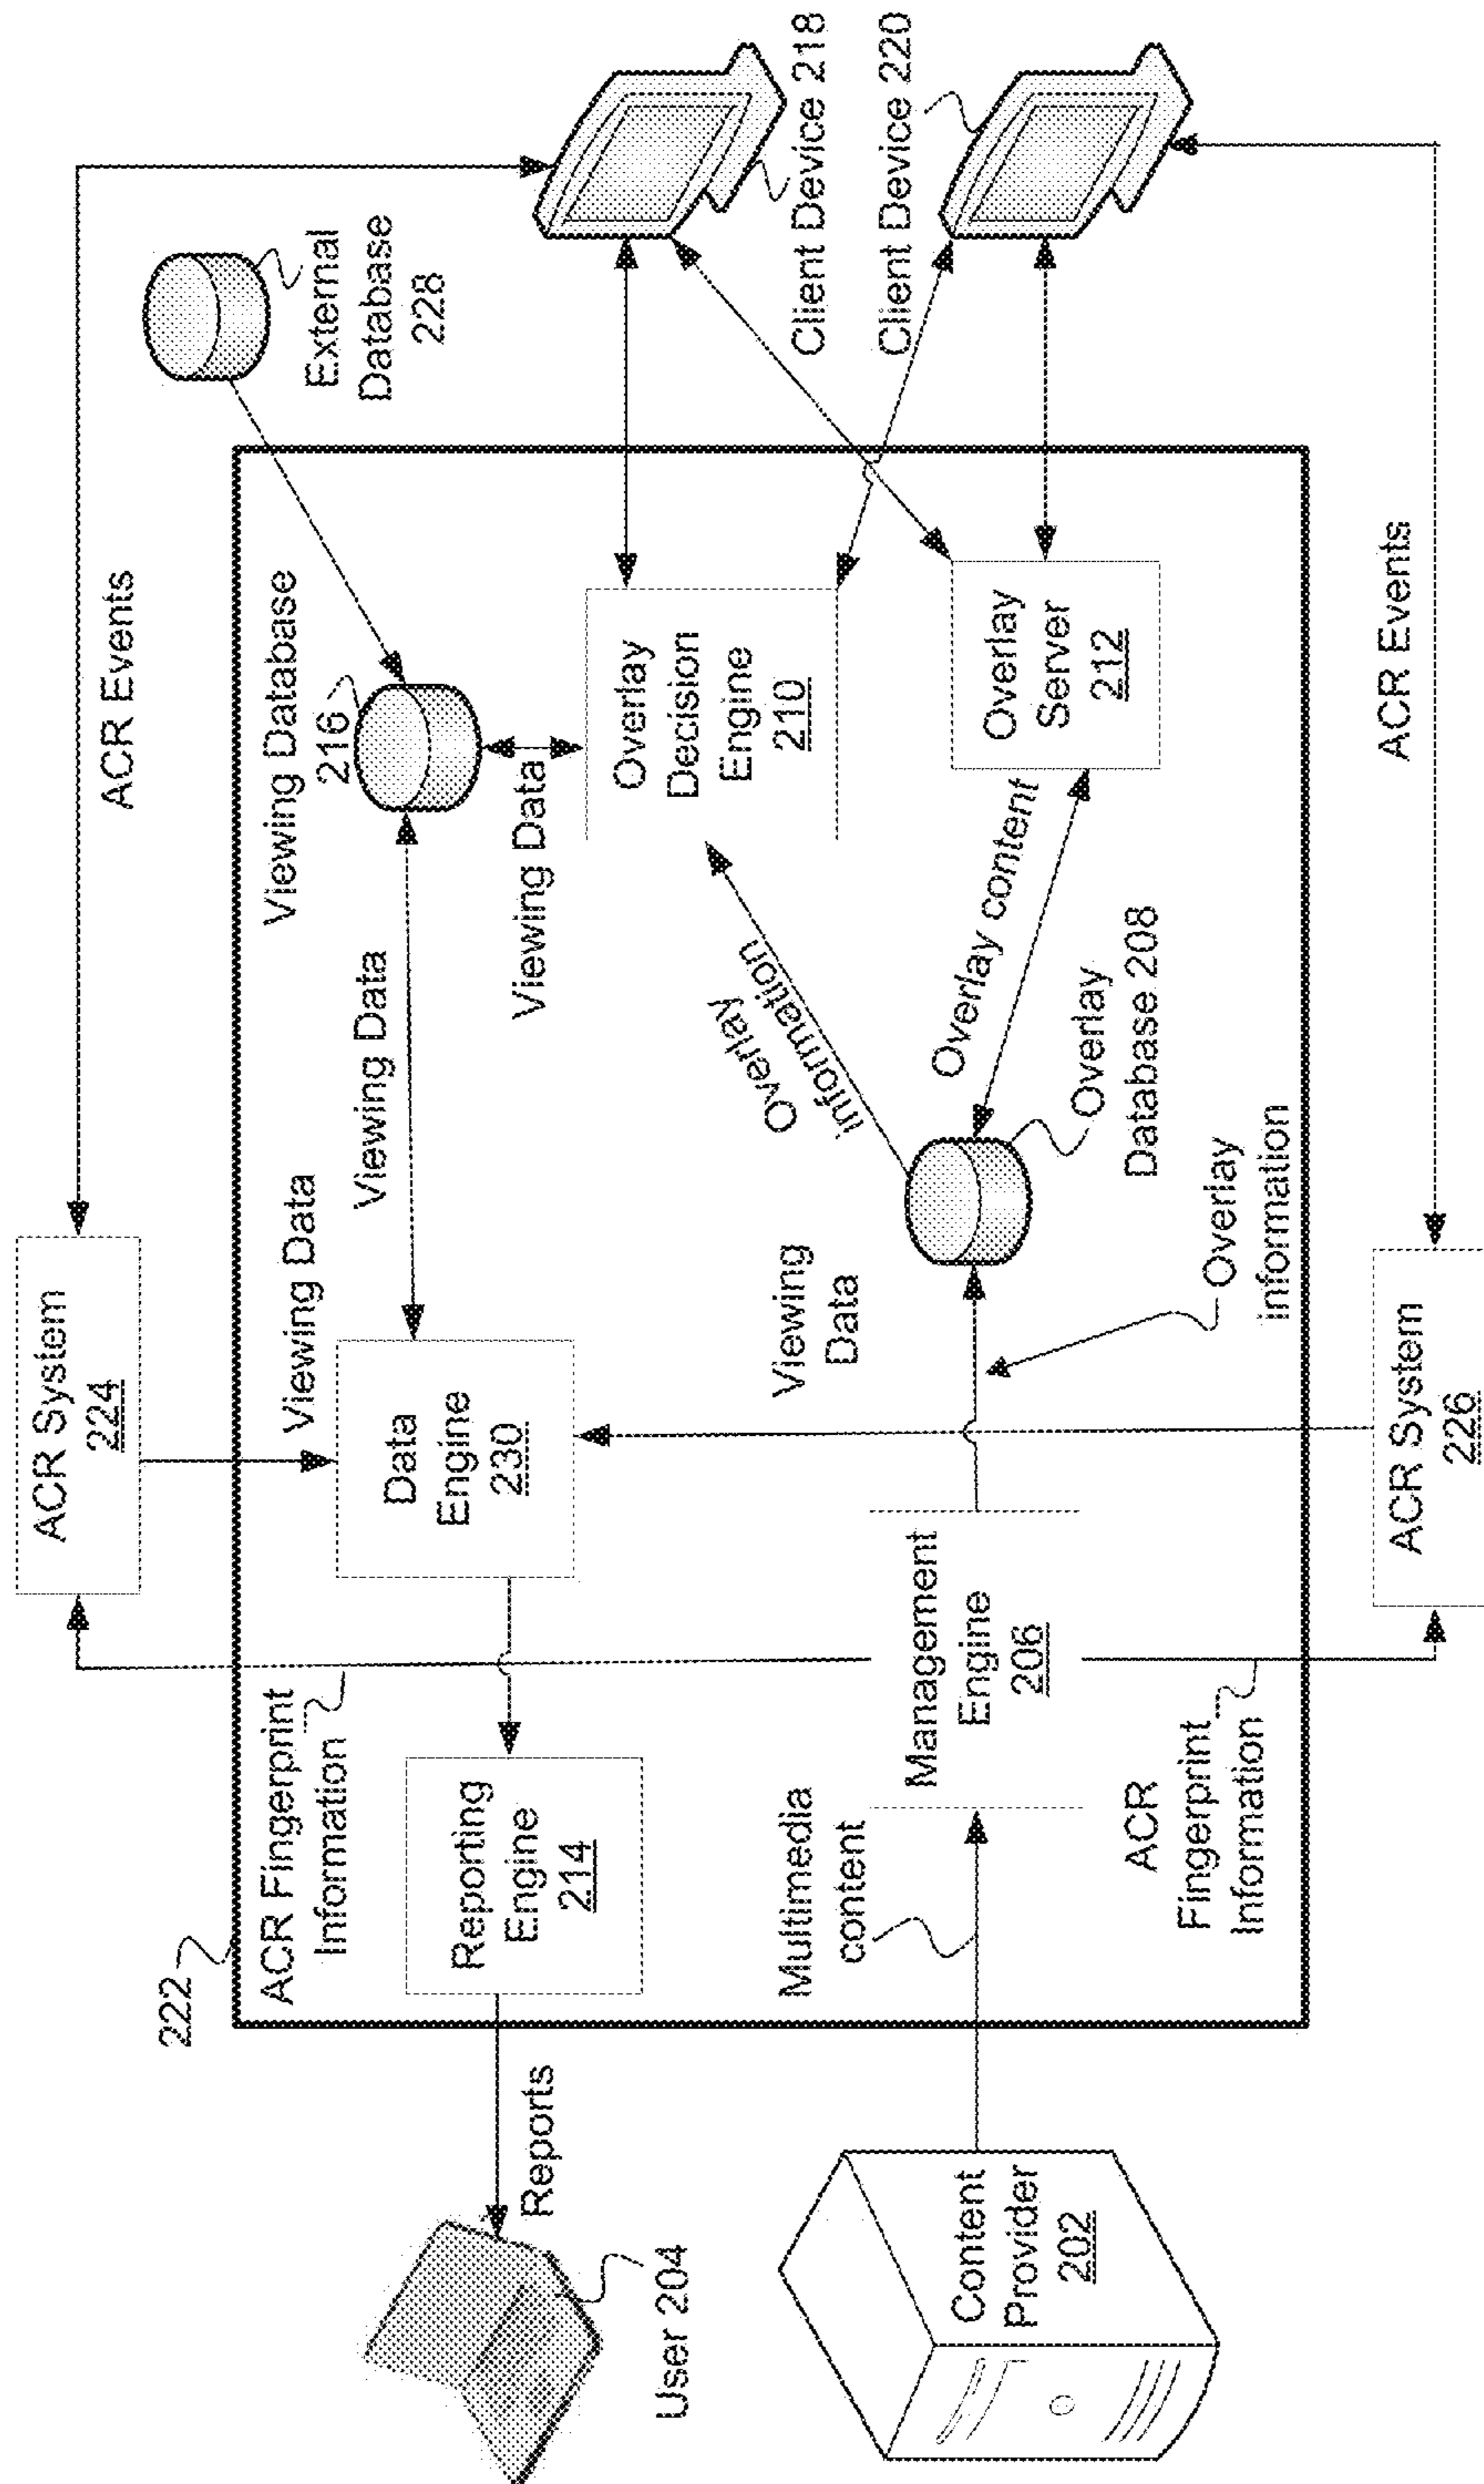 ACR System
224
ACR Events
222
ACR Fingerprint
Information
Viewing Data
Viewing Database
216
External
Database
228
Reports
User 204
Reporting
Engine
214
Data
Engine
230
Viewing Data
Viewing Data
Overlay
Decision
Engine
210
Client Device 218
Client Device 220
Multimedia
content
Content
Provider
202
Management
Engine
206
Viewing
Data
Overlay
information
Overlay content
Overlay
Server
212
Overlay
Database 208
Overlay
information
ACR
Fingerprint
Information
ACR System
226
ACR Events